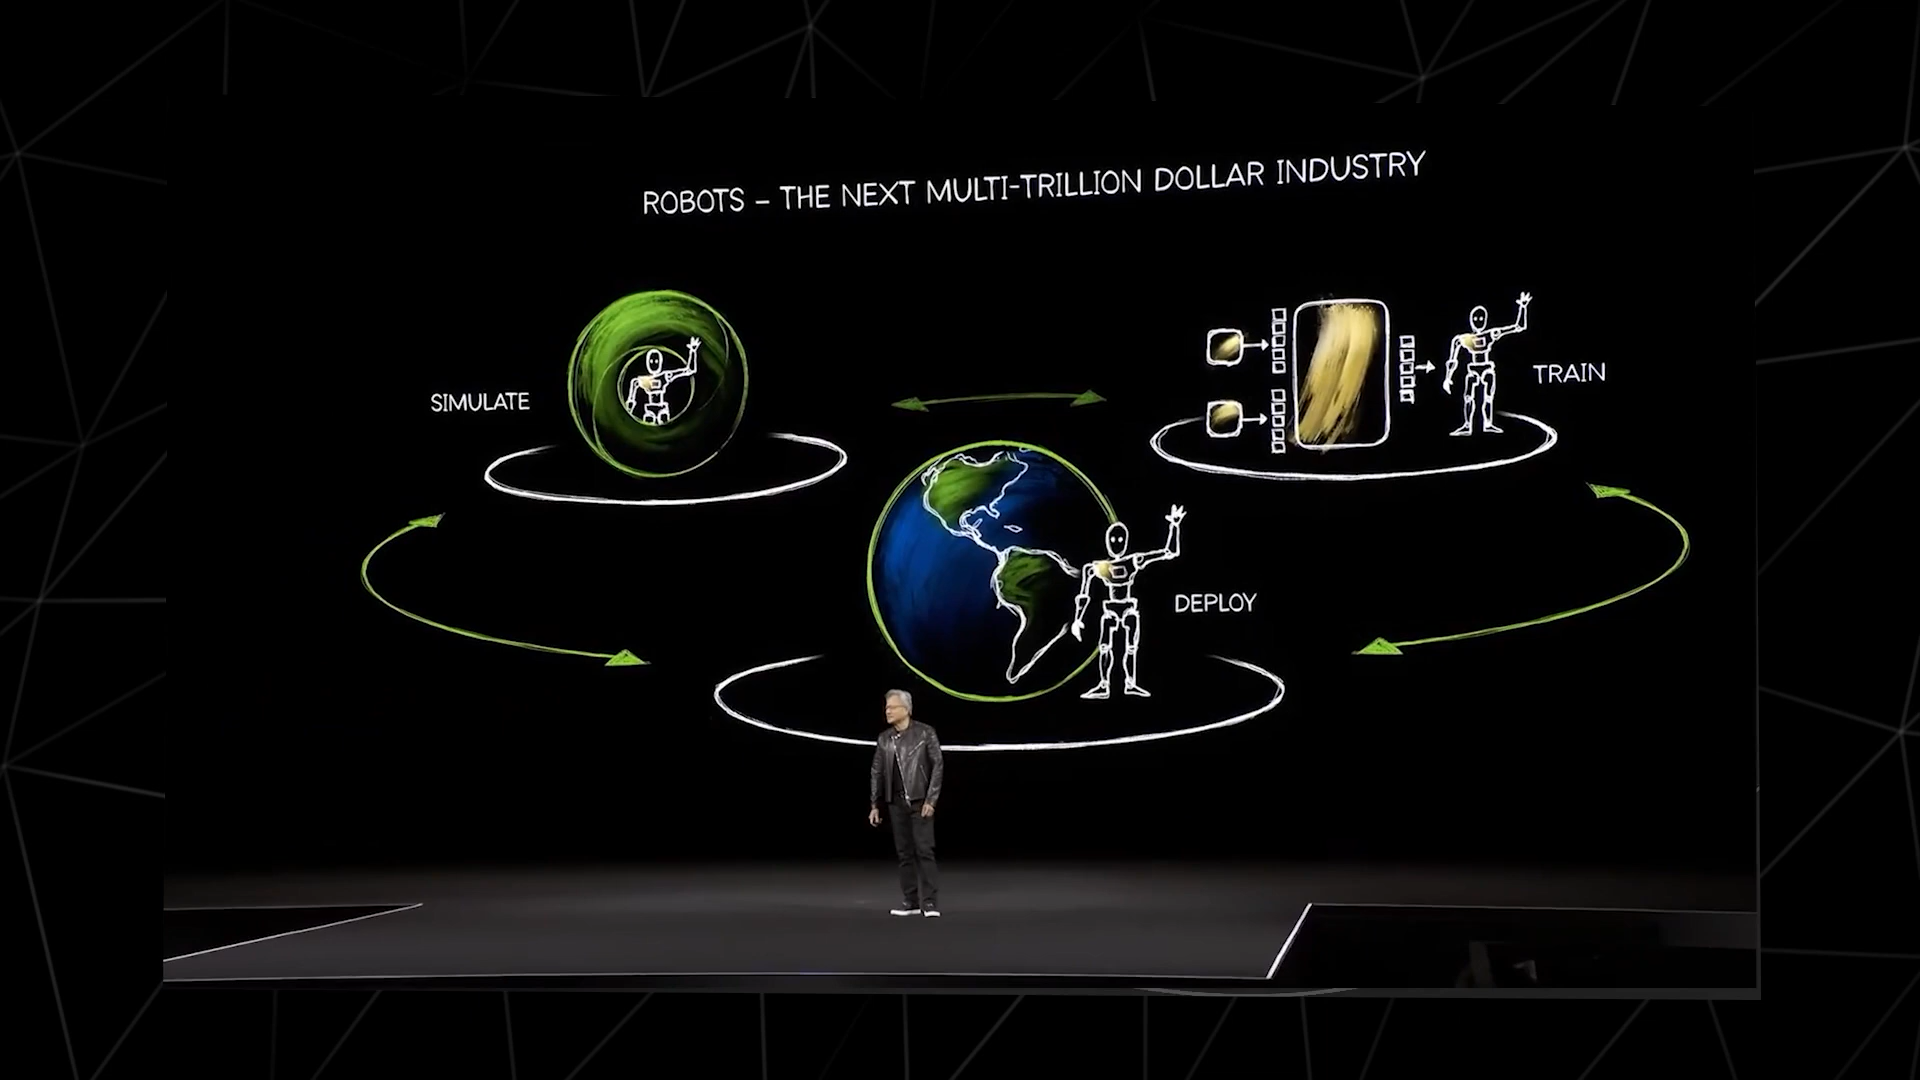 ROBOTS – THE NEXT MULTI-TRILLION DOLLAR INDUSTRY
SIMULATE
TRAIN
DEPLOY